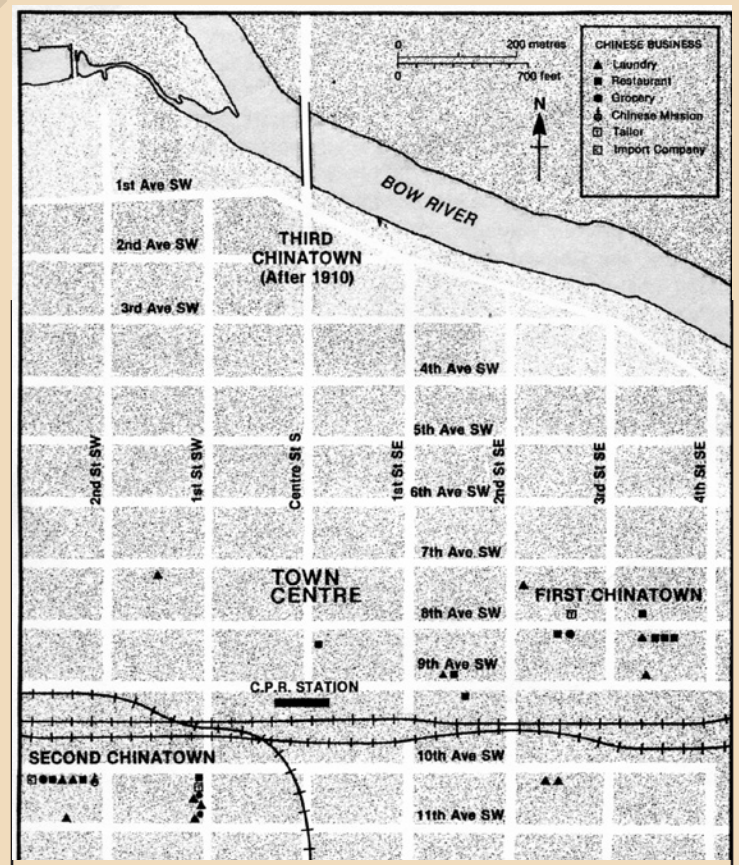 0 200 metres
0 700 feet
N
CHINESE BUSINESS
Laundry
Restaurant
Grocery
Chinese Mission
Tailor
Import Company
BOW RIVER
1st Ave SW
2nd Ave SW
THIRD
CHINATOWN
(After 1910)
3rd Ave SW
4th Ave SW
5th Ave SW
2nd St SW
1st St SW
Centre St S
1st St SE
2nd St SE
3rd St SE
4th St SE
6th Ave SW
7th Ave SW
TOWN
CENTRE
FIRST CHINATOWN
8th Ave SW
9th Ave SW
C.P.R. STATION
10th Ave SW
SECOND CHINATOWN
11th Ave SW